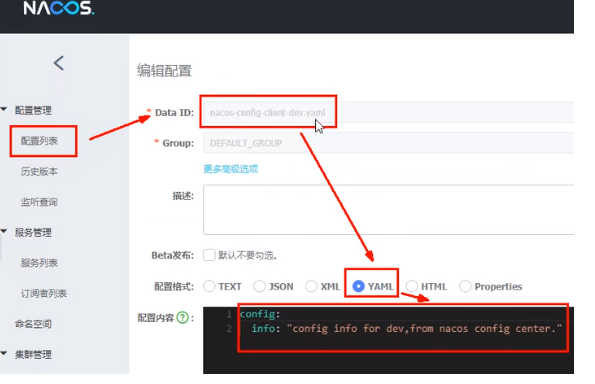 NACOS.
编辑配置
配置管理
配置列表
历史版本
监听查询
服务管理
服务列表
订阅者列表
命名空间
集群管理
* Data ID: nacos-config-client-dev.yaml
* Group: DEFAULT_GROUP
更多高级选项
描述:
Beta发布: 默认不要勾选。
配置格式: TEXT JSON XML YAML HTML Properties
配置内容 ? :
1 config:
2 info: "config info for dev,from nacos config center."